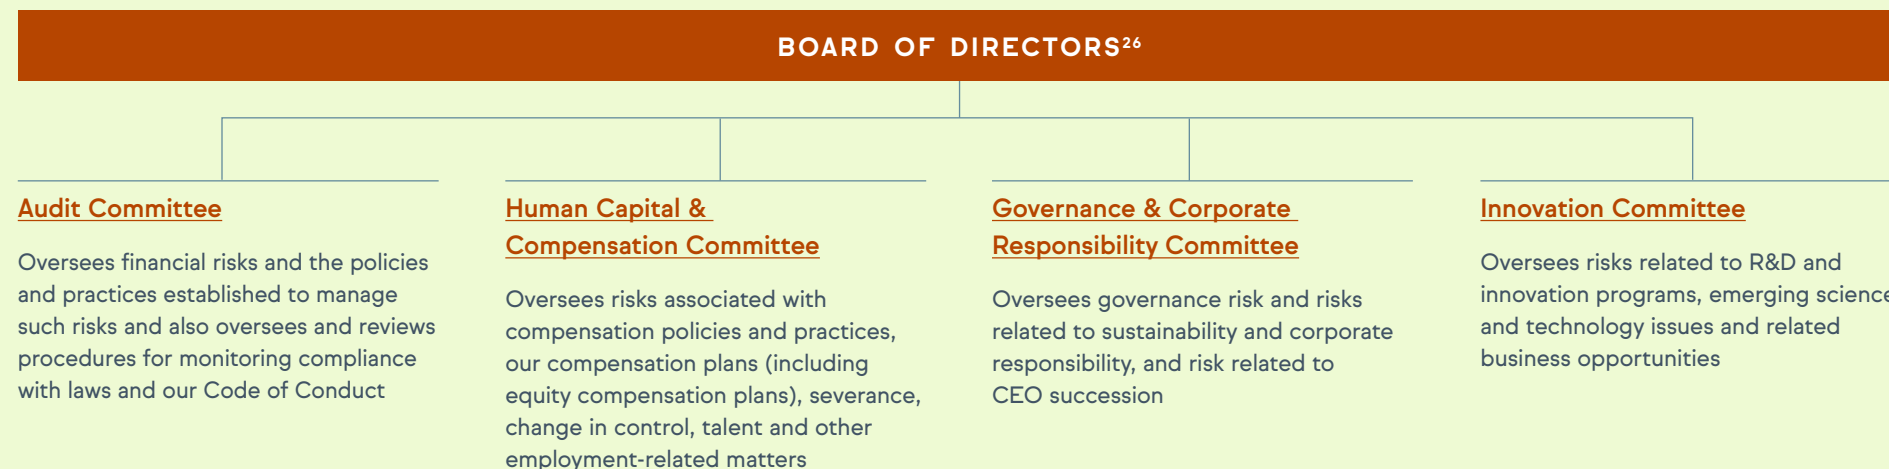 BOARD OF DIRECTORS26
Audit Committee
Oversees financial risks and the policies
and practices established to manage
such risks and also oversees and reviews
procedures for monitoring compliance
with laws and our Code of Conduct
Human Capital &
Compensation Committee
Oversees risks associated with
compensation policies and practices,
our compensation plans (including
equity compensation plans), severance,
change in control, talent and other
employment-related matters
Governance & Corporate
Responsibility Committee
Oversees governance risk and risks
related to sustainability and corporate
responsibility, and risk related to
CEO succession
Innovation Committee
Oversees risks related to R&D and
innovation programs, emerging science
and technology issues and related
business opportunities